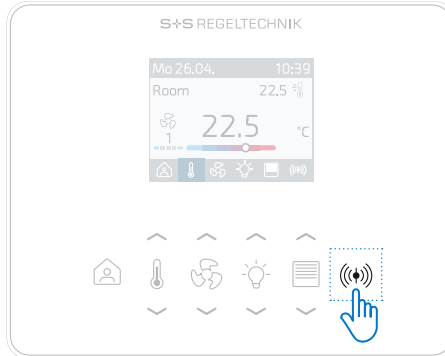 S+S REGELTECHNIK
Mo 26.04. 10:39
Room 22.5
22.5 °C
1